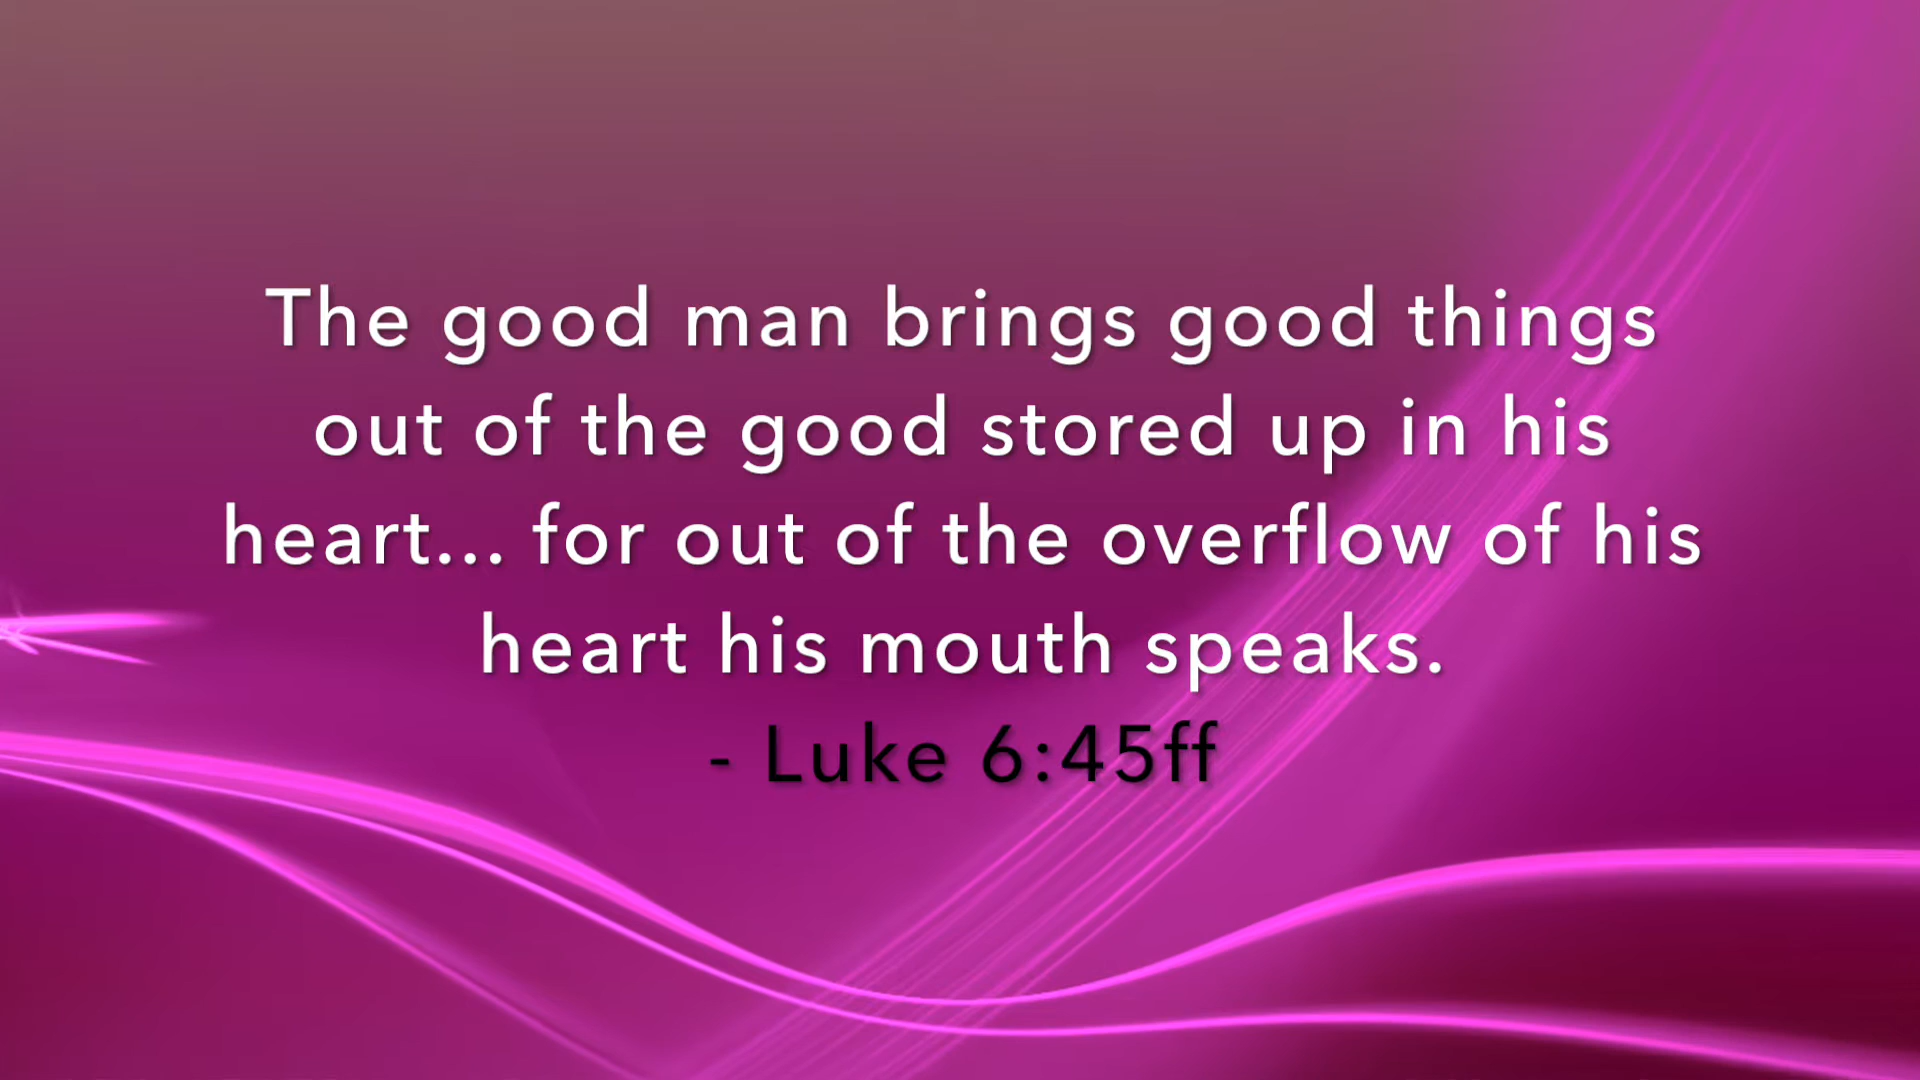 The good man brings good things
out of the good stored up in his
heart... for out of the overflow of his
heart his mouth speaks.
- Luke 6:45ff